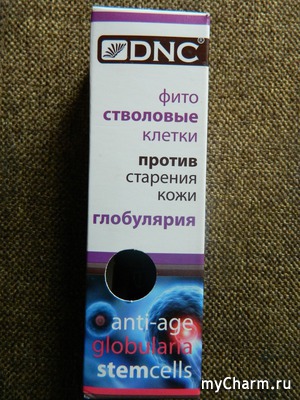 DNC®
фито
стволовые
клетки
против
старения
кожи
глобулярия
anti-age
globularia
stemcells
myCharm.ru